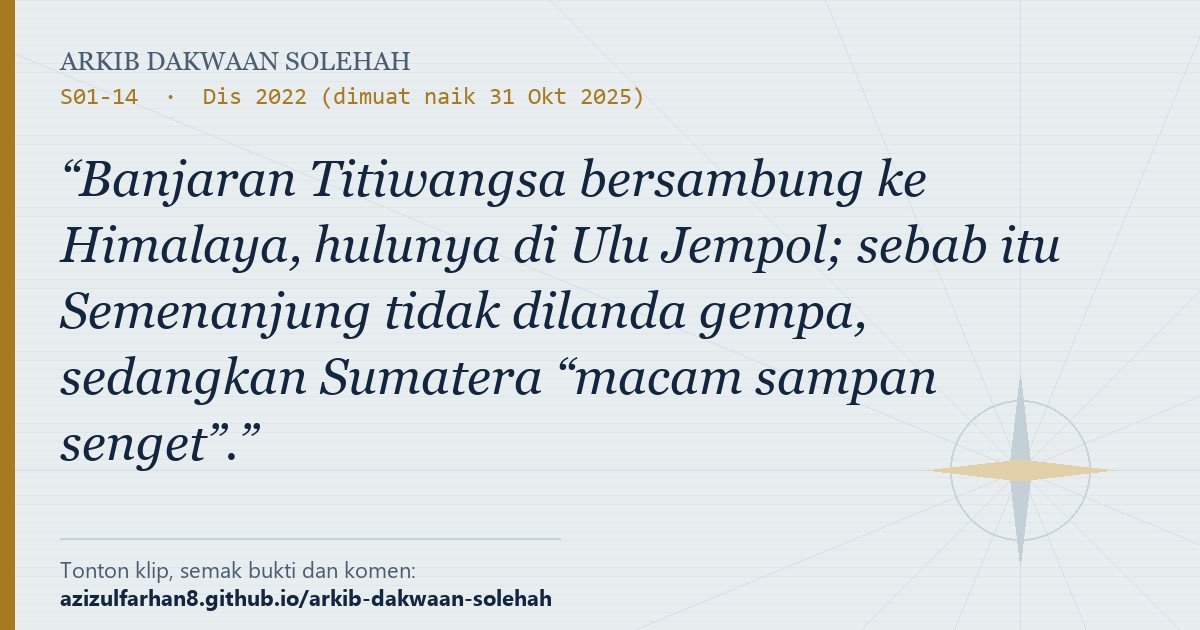 ARKIB DAKWAAN SOLEHAH
S01-14 · Dis 2022 (dimuat naik 31 Okt 2025)
“Banjaran Titiwangsa bersambung ke
Himalaya, hulunya di Ulu Jempol; sebab itu
Semenanjung tidak dilanda gempa,
sedangkan Sumatera “macam sampan
senget”.”
Tonton klip, semak bukti dan komen:
azizulfarhan8.github.io/arkib-dakwaan-solehah